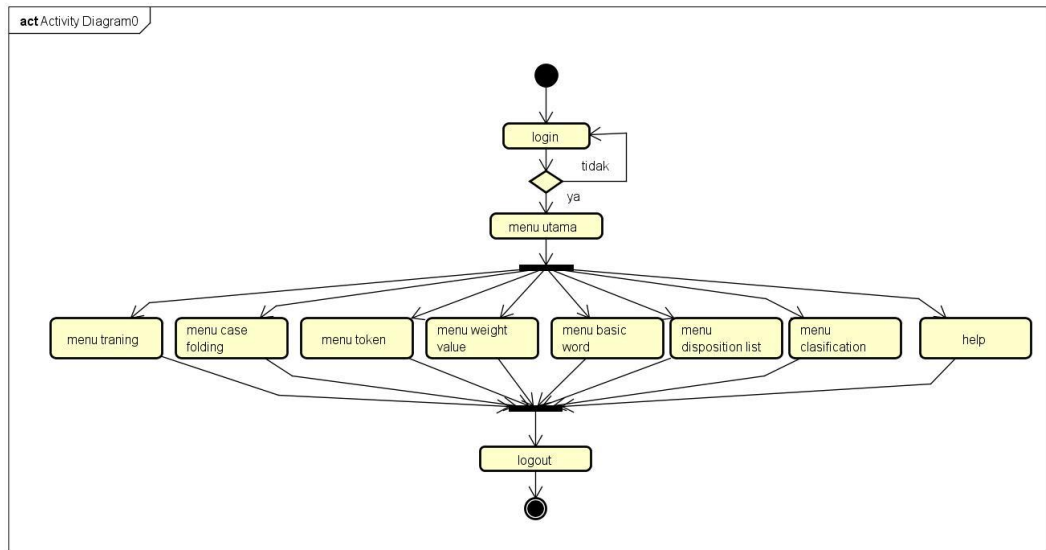 act Activity Diagram0
login
tidak
ya
menu utama
menu traning
menu case
folding
menu token
menu weight
value
menu basic
word
menu
disposition list
menu
clasification
help
logout